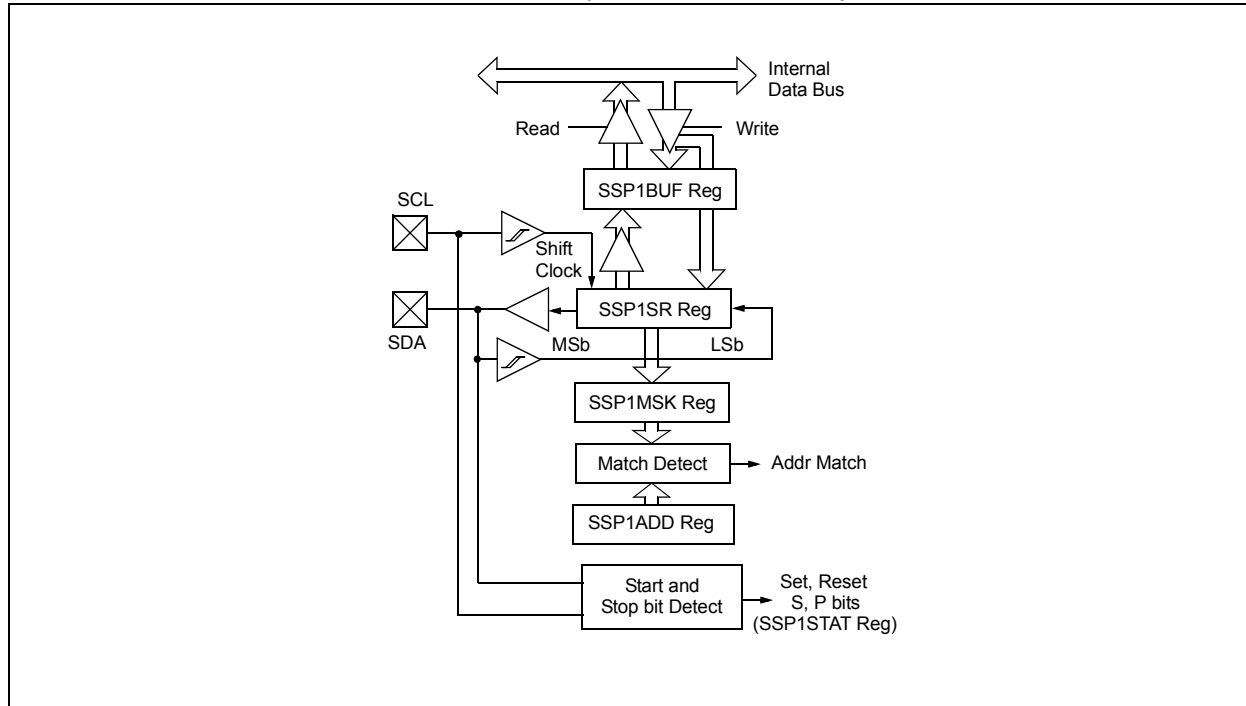 Internal
Data Bus
Read
Write
SSP1BUF Reg
SCL
Shift
Clock
SSP1SR Reg
SDA
MSb
LSb
SSP1MSK Reg
Match Detect
Addr Match
SSP1ADD Reg
Start and
Stop bit Detect
Set, Reset
S, P bits
(SSP1STAT Reg)